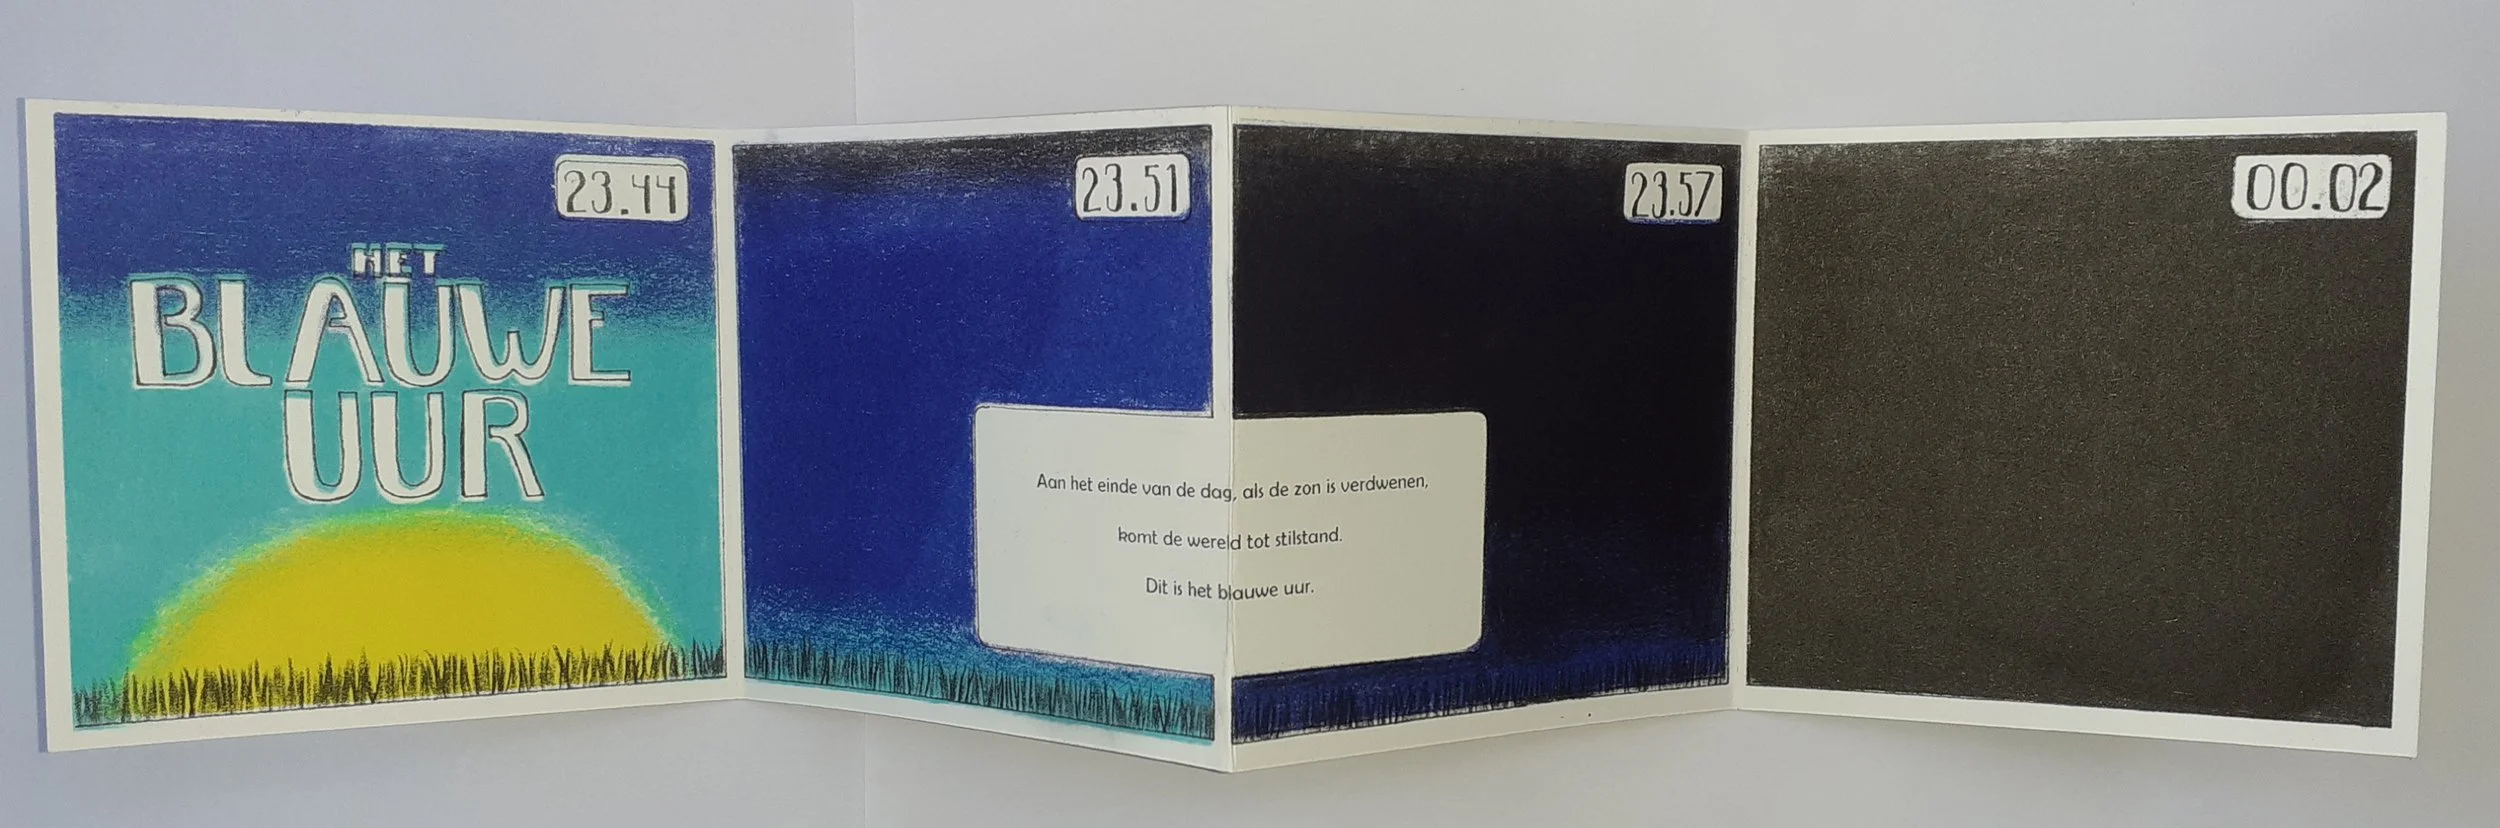 23.44
HET
BLAUWE
UUR
23.51
23.57
Aan het einde van de dag, als de zon is verdwenen,
komt de wereld tot stilstand.
Dit is het blauwe uur.
00.02